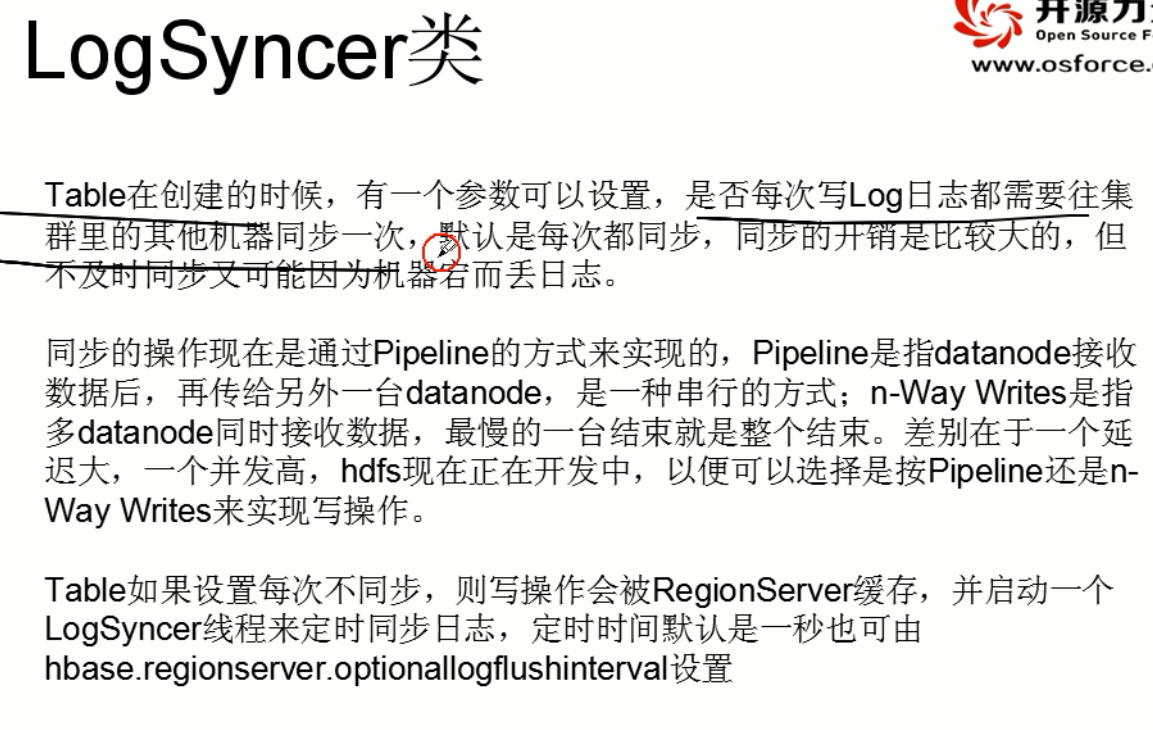 LogSyncer类
开源力
Open Source F
www.osforce.
Table在创建的时候，有一个参数可以设置，是否每次写Log日志都需要往集
群里的其他机器同步一次，默认是每次都同步，同步的开销是比较大的，但
不及时同步又可能因为机器宕而丢日志。
同步的操作现在是通过Pipeline的方式来实现的，Pipeline是指datanode接收
数据后，再传给另外一台datanode，是一种串行的方式；n-Way Writes是指
多datanode同时接收数据，最慢的一台结束就是整个结束。差别在于一个延
迟大，一个并发高，hdfs现在正在开发中，以便可以选择是按Pipeline还是n-
Way Writes来实现写操作。
Table如果设置每次不同步，则写操作会被RegionServer缓存，并启动一个
LogSyncer线程来定时同步日志，定时时间默认是一秒也可由
hbase.regionserver.optionallogflushinterval设置